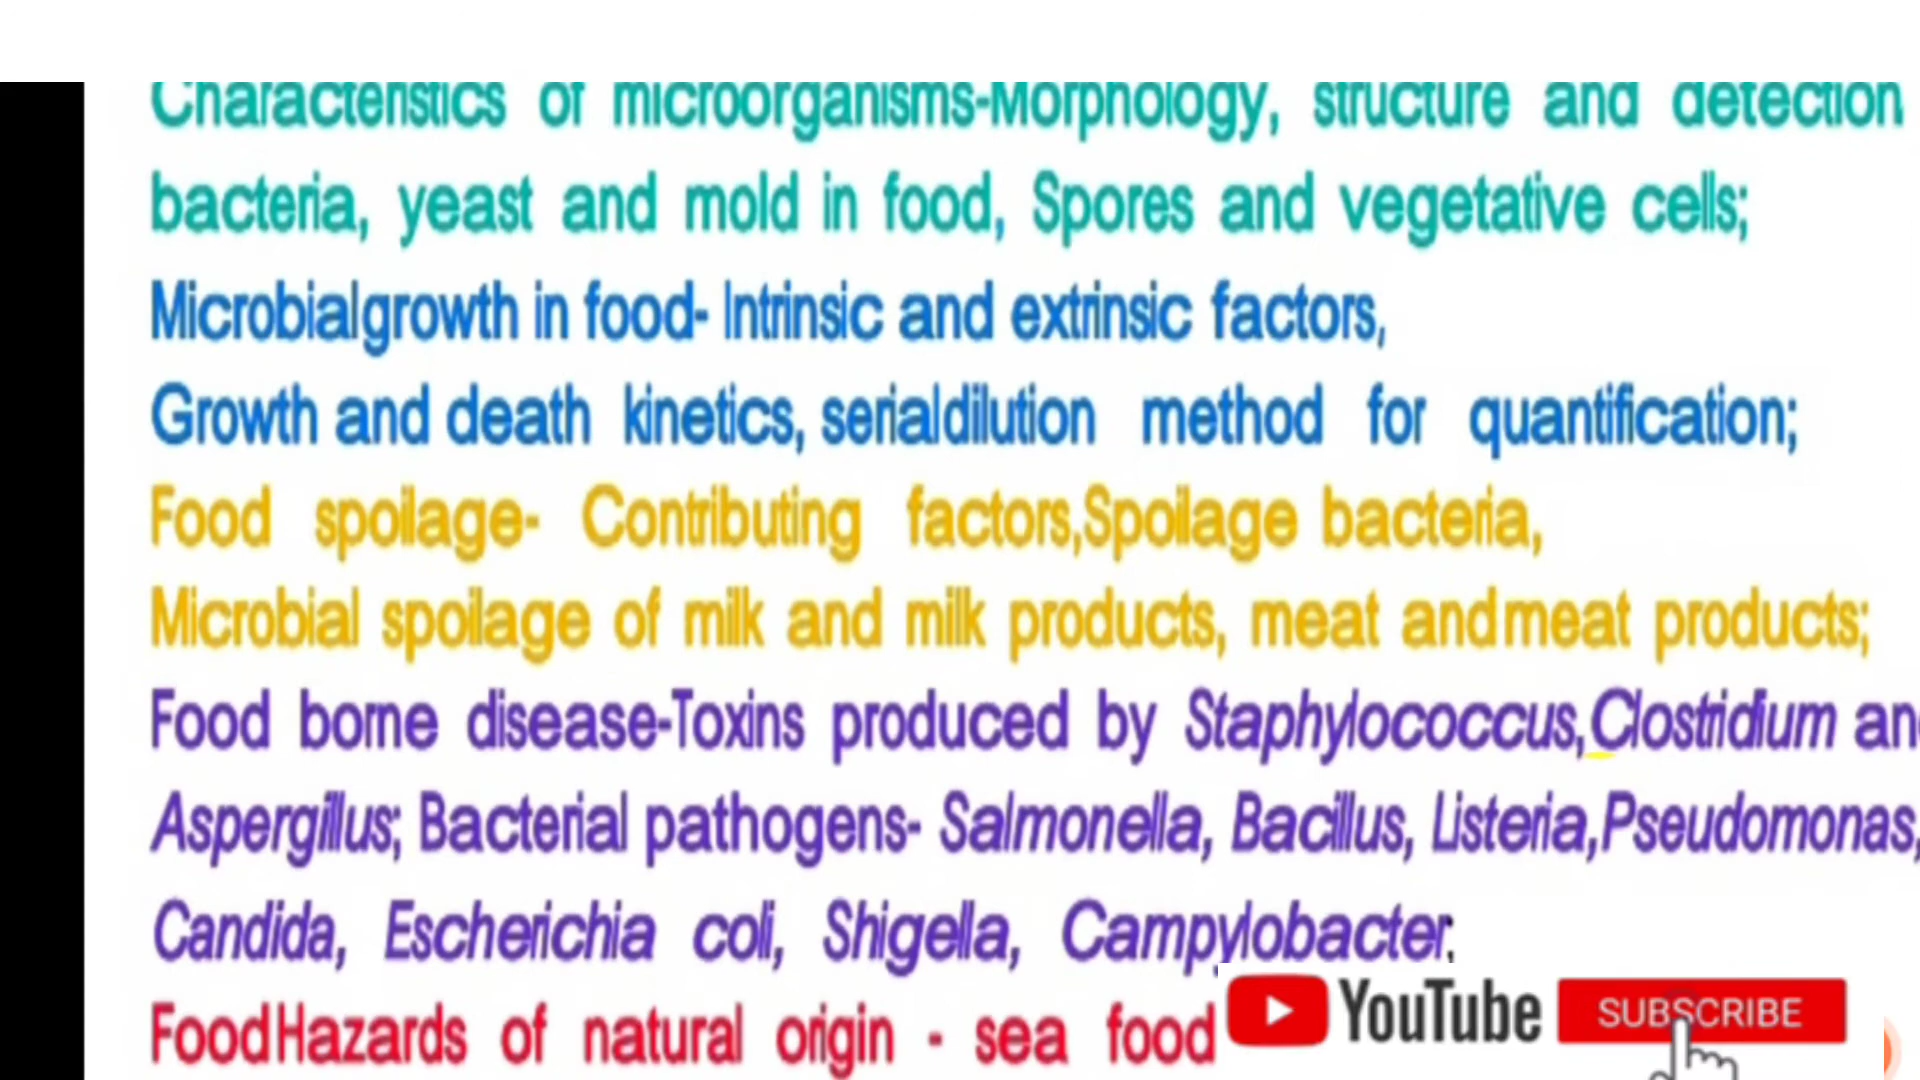 Characteristics of microorganisms-Morphology, structure and detection
bacteria, yeast and mold in food, Spores and vegetative cells;
Microbialgrowth in food- Intrinsic and extrinsic factors,
Growth and death kinetics, serialdilution method for quantification;
Food spoilage- Contributing factors,Spoilage bacteria,
Microbial spoilage of milk and milk products, meat andmeat products;
Food borne disease-Toxins produced by Staphylococcus,Clostridium and
Aspergillus; Bacterial pathogens- Salmonella, Bacillus, Listeria,Pseudomonas,
Candida, Escherichia coli, Shigella, Campylobacter;
FoodHazards of natural origin - sea food
YouTube SUBSCRIBE